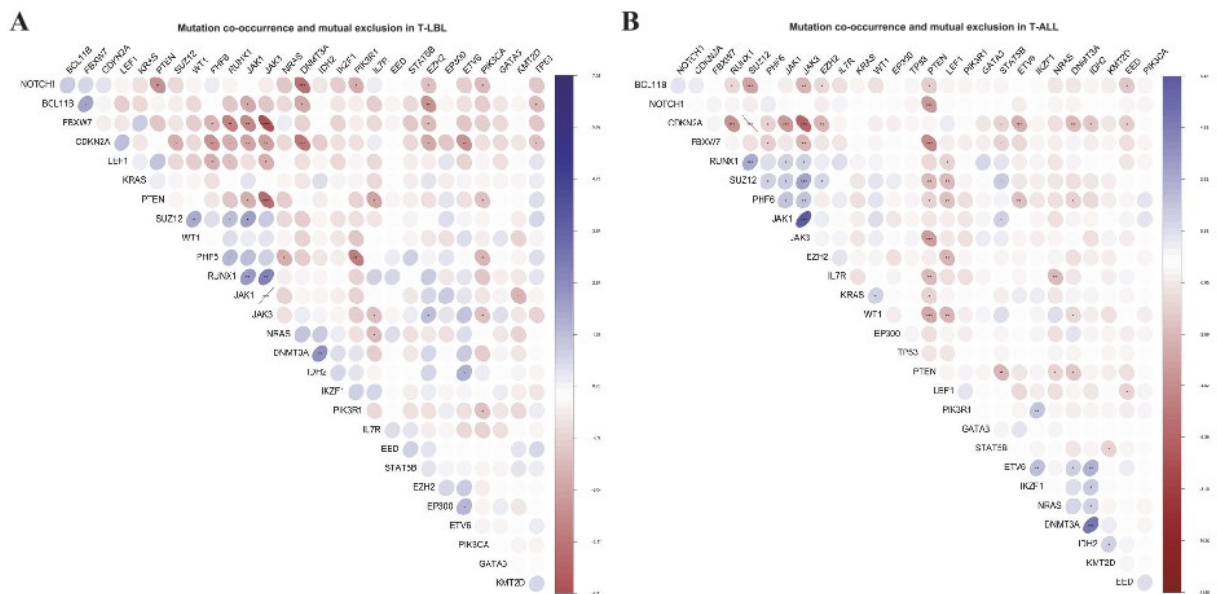 A
Mutation co-occurrence and mutual exclusion in T-LBL
BCL11B
FBXW7
CDKN2A
LEF1
KRAS
PTEN
SUZ12
WT1
PHF6
RUNX1
JAK1
JAK3
NRAS
DNMT3A
IDH2
IKZF1
PIK3R1
IL7R
EED
STAT5B
EZH2
EP300
ETV6
PIK3CA
GATA3
KMT2D
TP53
NOTCH1
BCL11B
FBXW7
CDKN2A
LEF1
KRAS
PTEN
SUZ12
WT1
PHF6
RUNX1
JAK1
JAK3
NRAS
DNMT3A
IDH2
IKZF1
PIK3R1
IL7R
EED
STAT5B
EZH2
EP300
ETV6
PIK3CA
GATA3
KMT2D
B
Mutation co-occurrence and mutual exclusion in T-ALL
NOTCH1
CDKN2A
FBXW7
RUNX1
SUZ12
PHF6
JAK1
JAK3
EZH2
IL7R
KRAS
WT1
EP300
TP53
PTEN
LEF1
PIK3R1
GATA3
STAT5B
ETV6
IKZF1
NRAS
DNMT3A
IDH2
KMT2D
EED
PIK3CA
BCL11B
NOTCH1
CDKN2A
FBXW7
RUNX1
SUZ12
PHF6
JAK1
JAK3
EZH2
IL7R
KRAS
WT1
EP300
TP53
PTEN
LEF1
PIK3R1
GATA3
STAT5B
ETV6
IKZF1
NRAS
DNMT3A
IDH2
KMT2D
EED